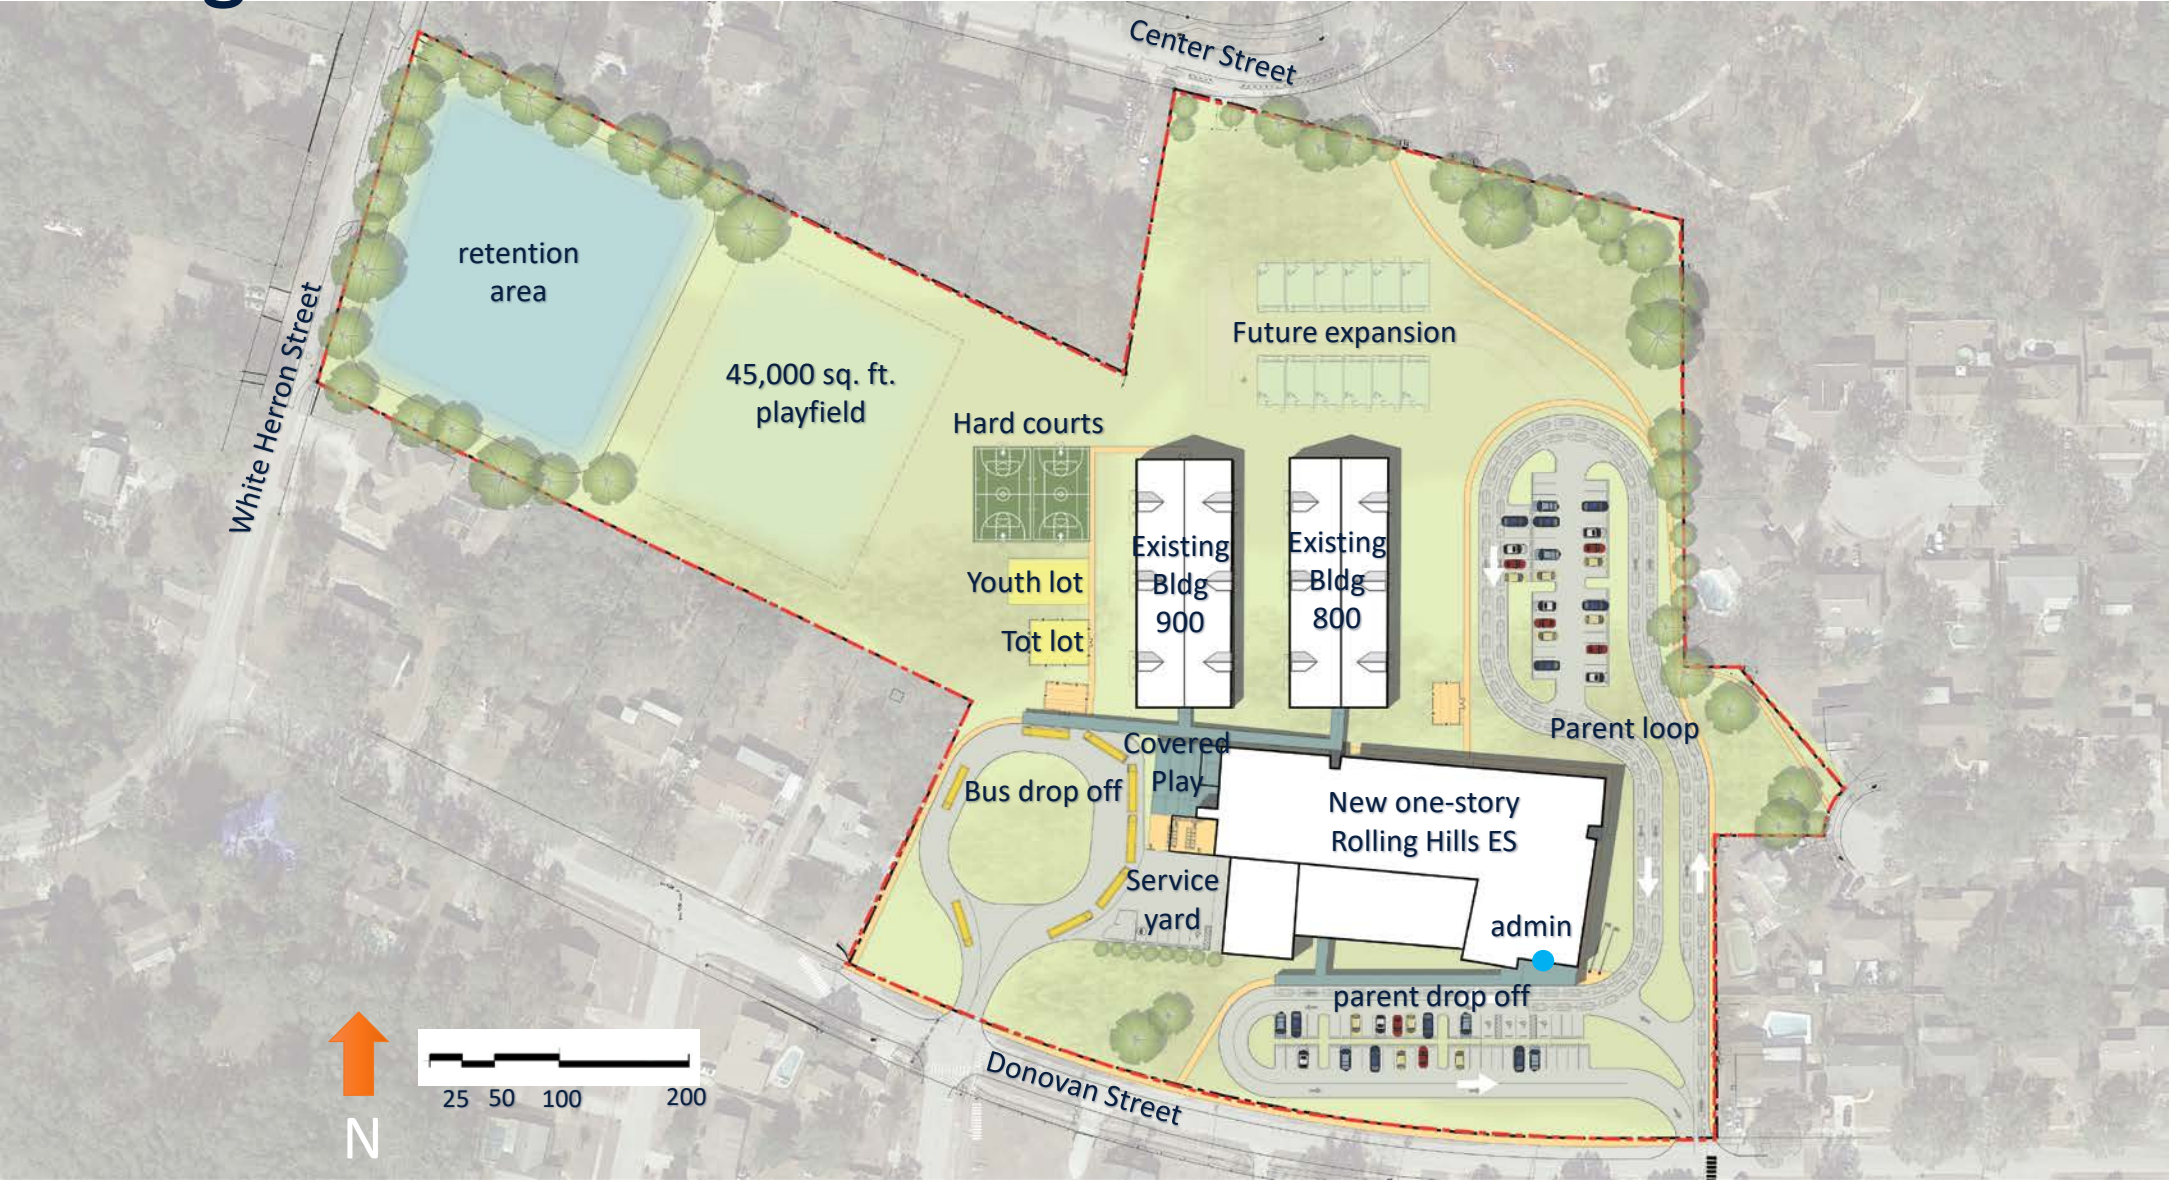 Center Street
retention
area
White Herron Street
45,000 sq. ft.
playfield
Future expansion
Hard courts
Youth lot
Tot lot
Existing
Bldg
900
Existing
Bldg
800
Parent loop
Covered
Play
Bus drop off
New one-story
Rolling Hills ES
Service
yard
admin
parent drop off
Donovan Street
25 50 100 200
N